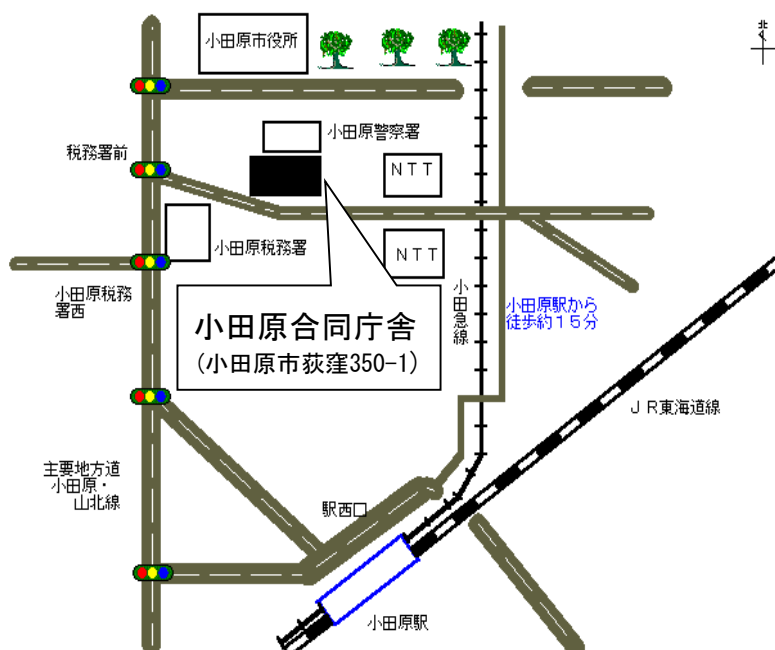 北
小田原市役所
小田原警察署
税務署前
NTT
小田原税務署
NTT
小田原税務
署西
小田急線
小田原駅から
徒歩約15分
小田原合同庁舎
(小田原市荻窪350-1)
JR東海道線
主要地方道
小田原・
山北線
駅西口
小田原駅